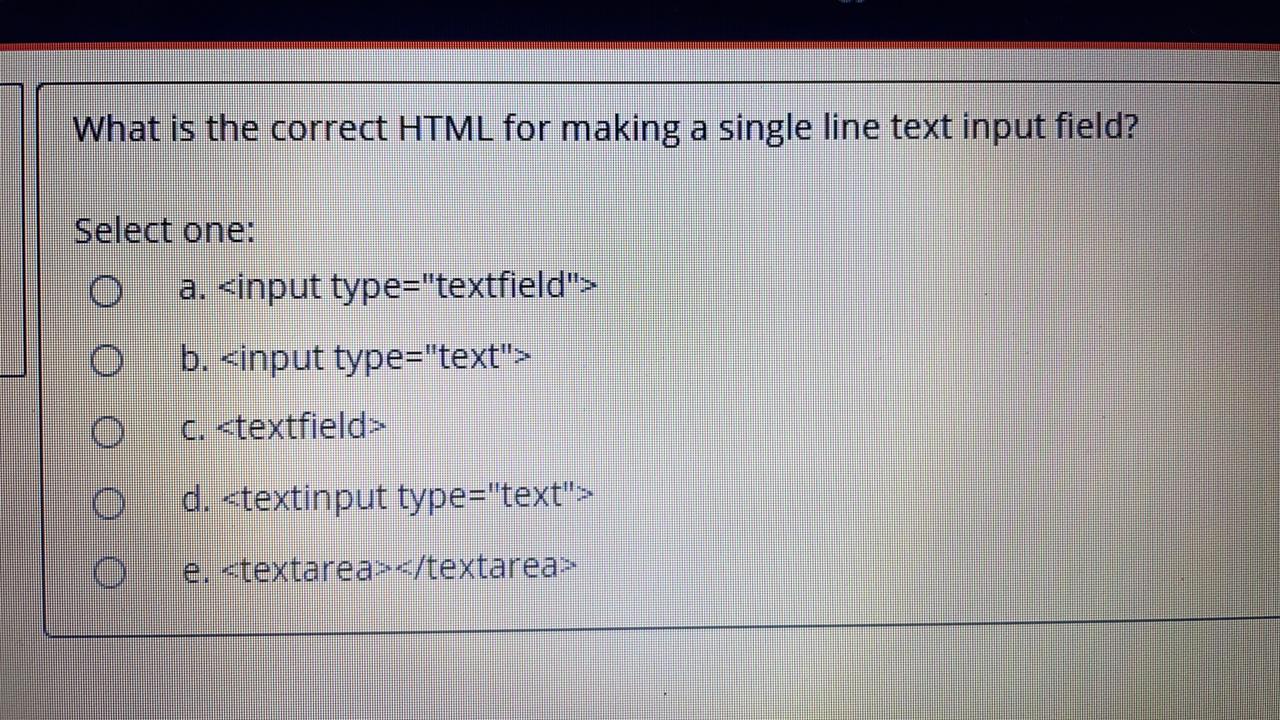 What is the correct HTML for making a single line text input field?
Select one:
a. <input type="textfield">
b. <input type="text">
c. <textfield>
d. <textinput type="text">
e. <textarea></textarea>